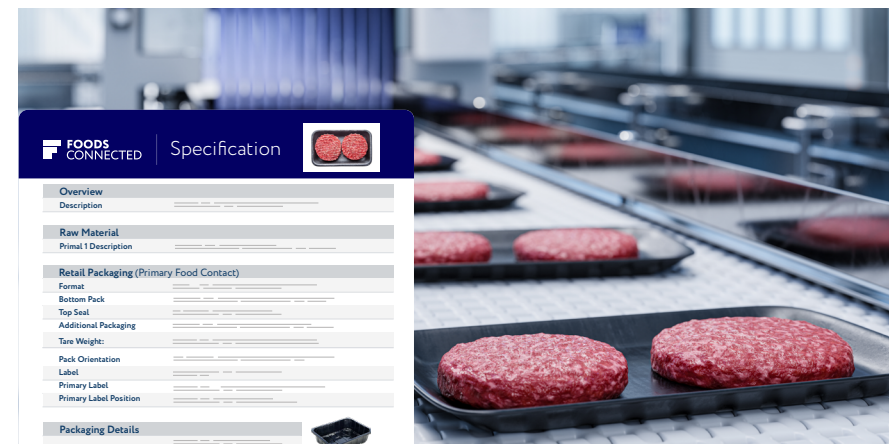 FOODS
CONNECTED
Specification
Overview
Description
Raw Material
Primal 1 Description
Retail Packaging (Primary Food Contact)
Format
Bottom Pack
Top Seal
Additional Packaging
Tare Weight:
Pack Orientation
Label
Primary Label
Primary Label Position
Packaging Details